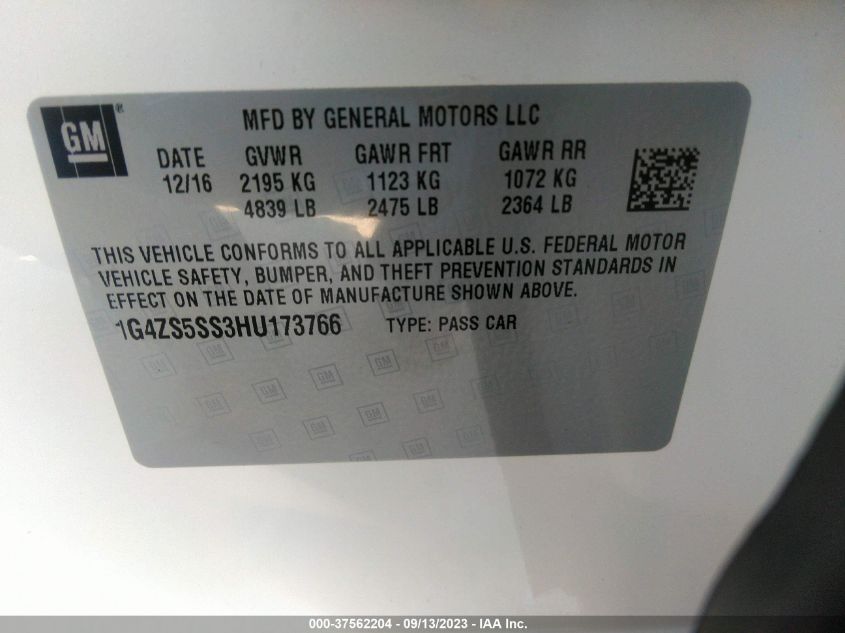 GM ®
MFD BY GENERAL MOTORS LLC
DATE GVWR GAWR FRT GAWR RR
12/16 2195 KG 1123 KG 1072 KG
4839 LB 2475 LB 2364 LB
THIS VEHICLE CONFORMS TO ALL APPLICABLE U.S. FEDERAL MOTOR
VEHICLE SAFETY, BUMPER, AND THEFT PREVENTION STANDARDS IN
EFFECT ON THE DATE OF MANUFACTURE SHOWN ABOVE.
1G4ZS5SS3HU173766 TYPE: PASS CAR
000-37562204 - 09/13/2023 - IAA Inc.